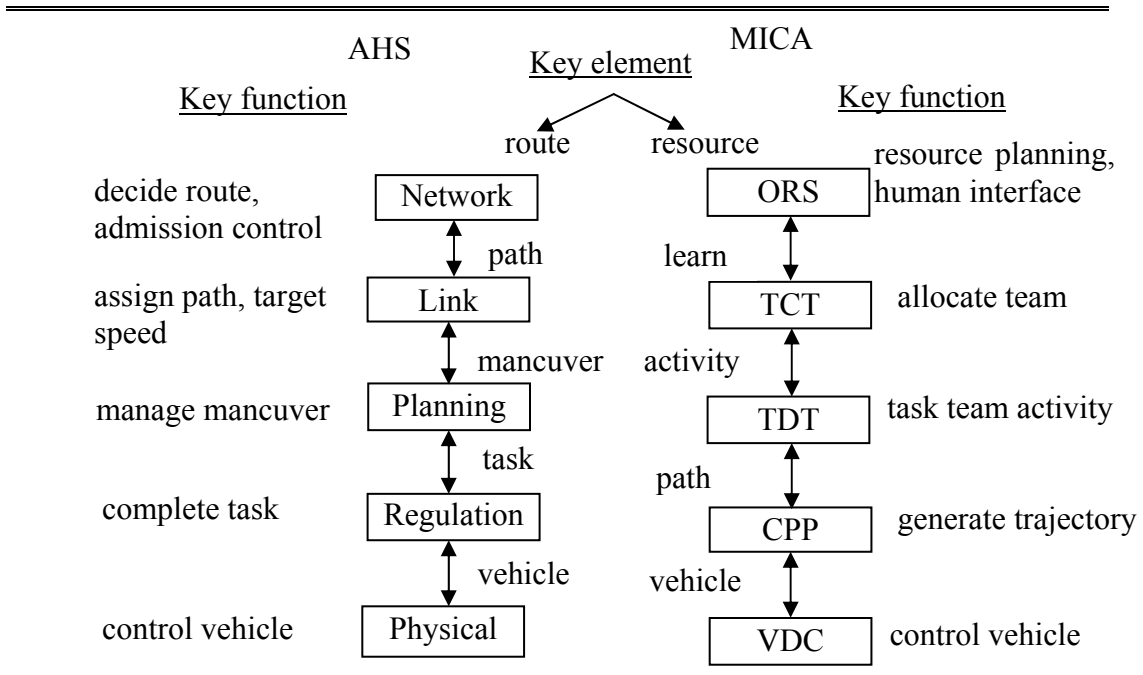 AHS MICA
Key element
Key function Key function
route resource
decide route,
admission control
Network
ORS
resource planning,
human interface
path learn
assign path, target
speed
Link
TCT
allocate team
mancuver activity
manage mancuver
Planning
TDT
task team activity
task
path
complete task
Regulation
CPP
generate trajectory
vehicle vehicle
control vehicle
Physical
VDC
control vehicle